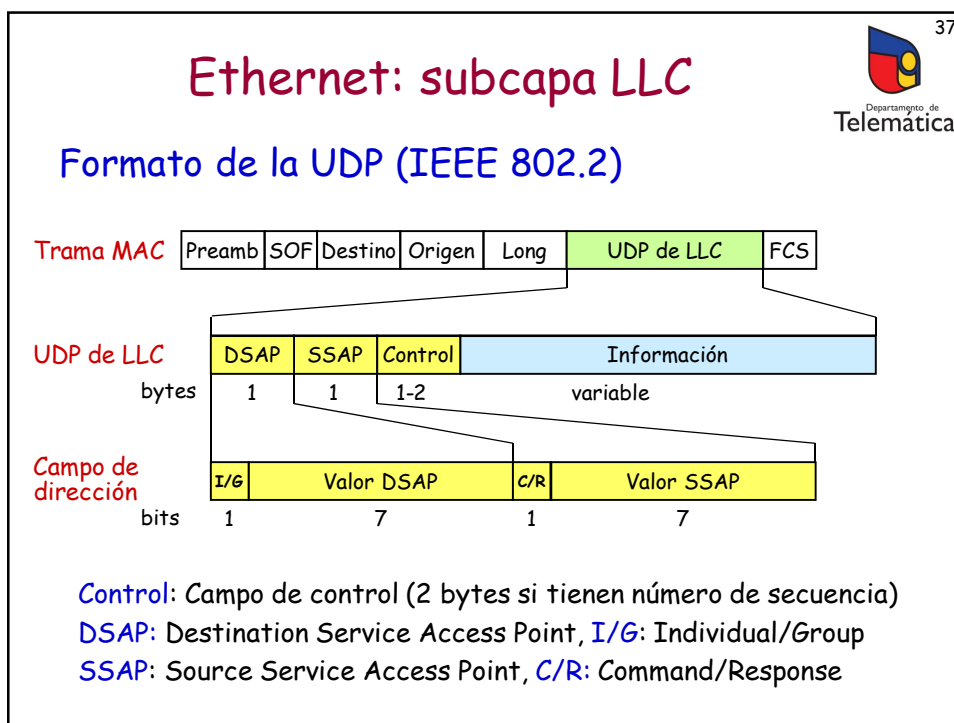 37
Ethernet: subcapa LLC
Departamento de
Telemática
Formato de la UDP (IEEE 802.2)
Trama MAC Preamb SOF Destino Origen Long UDP de LLC FCS
UDP de LLC DSAP SSAP Control Información
bytes 1 1 1-2 variable
Campo de
dirección I/G Valor DSAP C/R Valor SSAP
bits 1 7 1 7
Control: Campo de control (2 bytes si tienen número de secuencia)
DSAP: Destination Service Access Point, I/G: Individual/Group
SSAP: Source Service Access Point, C/R: Command/Response